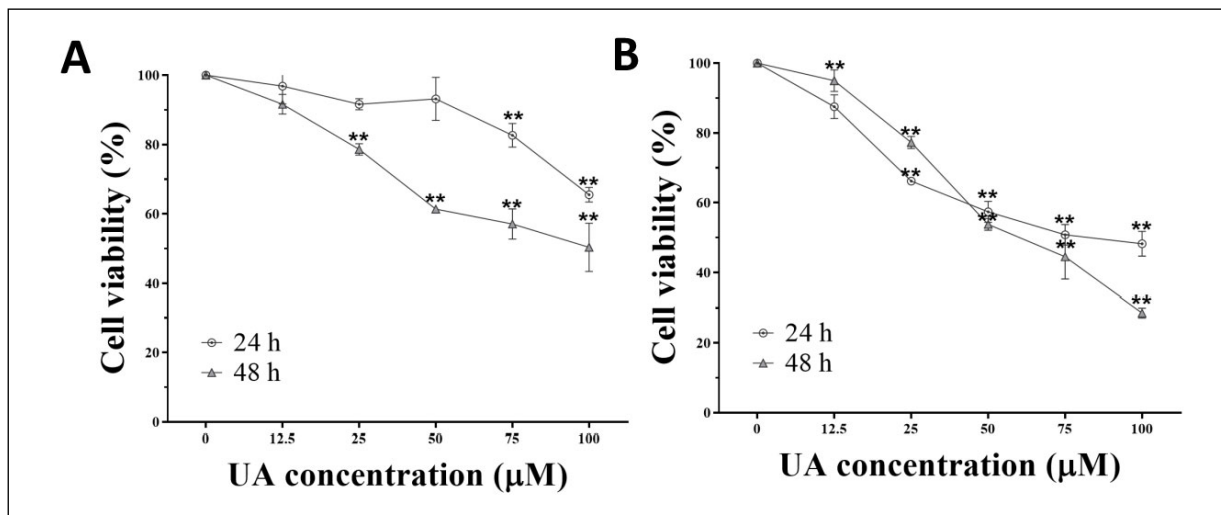 A
Cell viability (%)
100
80
60
40
20
0
** ** ** ** ** **
24 h
48 h
0 12.5 25 50 75 100
UA concentration (μM)
B
Cell viability (%)
100
80
60
40
20
0
** ** ** ** ** ** ** ** **
24 h
48 h
0 12.5 25 50 75 100
UA concentration (μM)